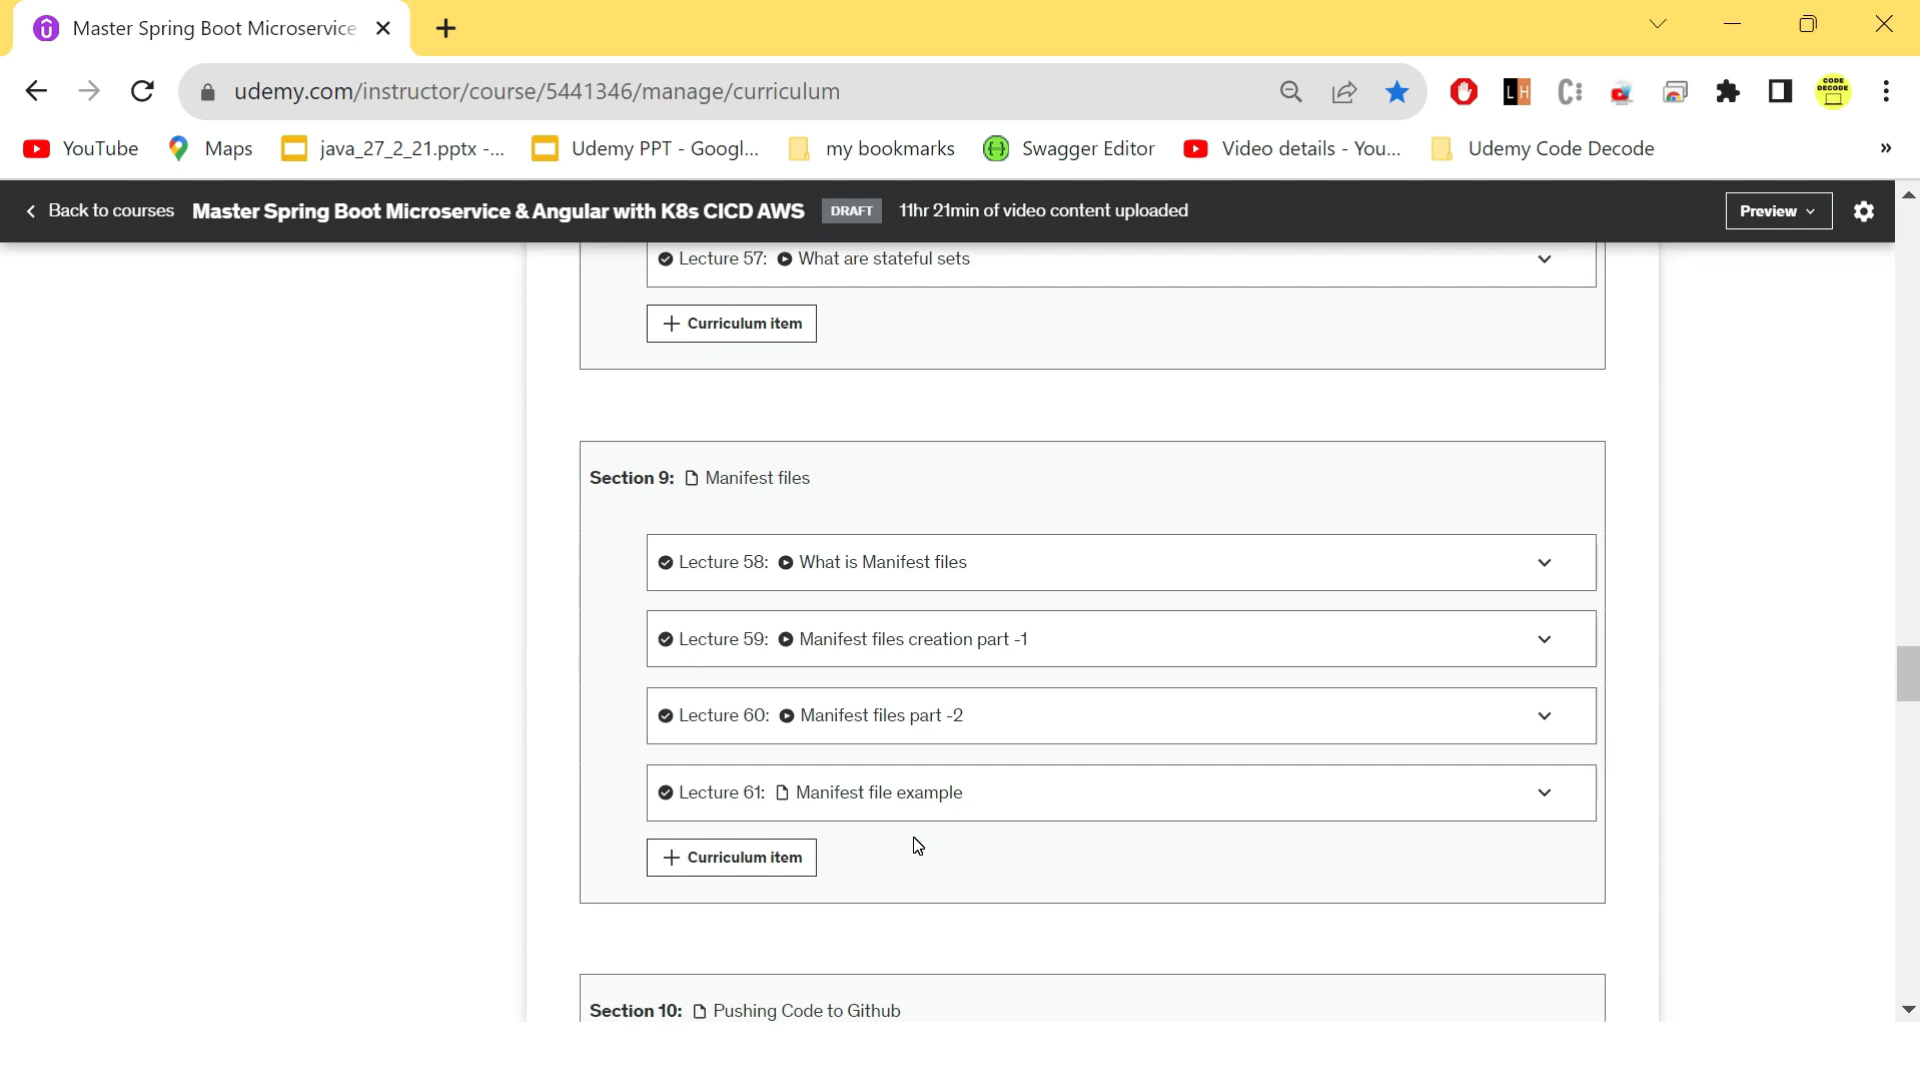 Master Spring Boot Microservice
udemy.com/instructor/course/5441346/manage/curriculum
LH
C
CODE
DECODE
YouTube
Maps
java_27_2_21.pptx -...
Udemy PPT - Googl...
my bookmarks
Swagger Editor
Video details - You...
Udemy Code Decode
»
Back to courses
Master Spring Boot Microservice & Angular with K8s CICD AWS
DRAFT
11hr 21min of video content uploaded
Preview
Lecture 57: What are stateful sets
+ Curriculum item
Section 9: Manifest files
Lecture 58: What is Manifest files
Lecture 59: Manifest files creation part -1
Lecture 60: Manifest files part -2
Lecture 61: Manifest file example
+ Curriculum item
Section 10: Pushing Code to Github